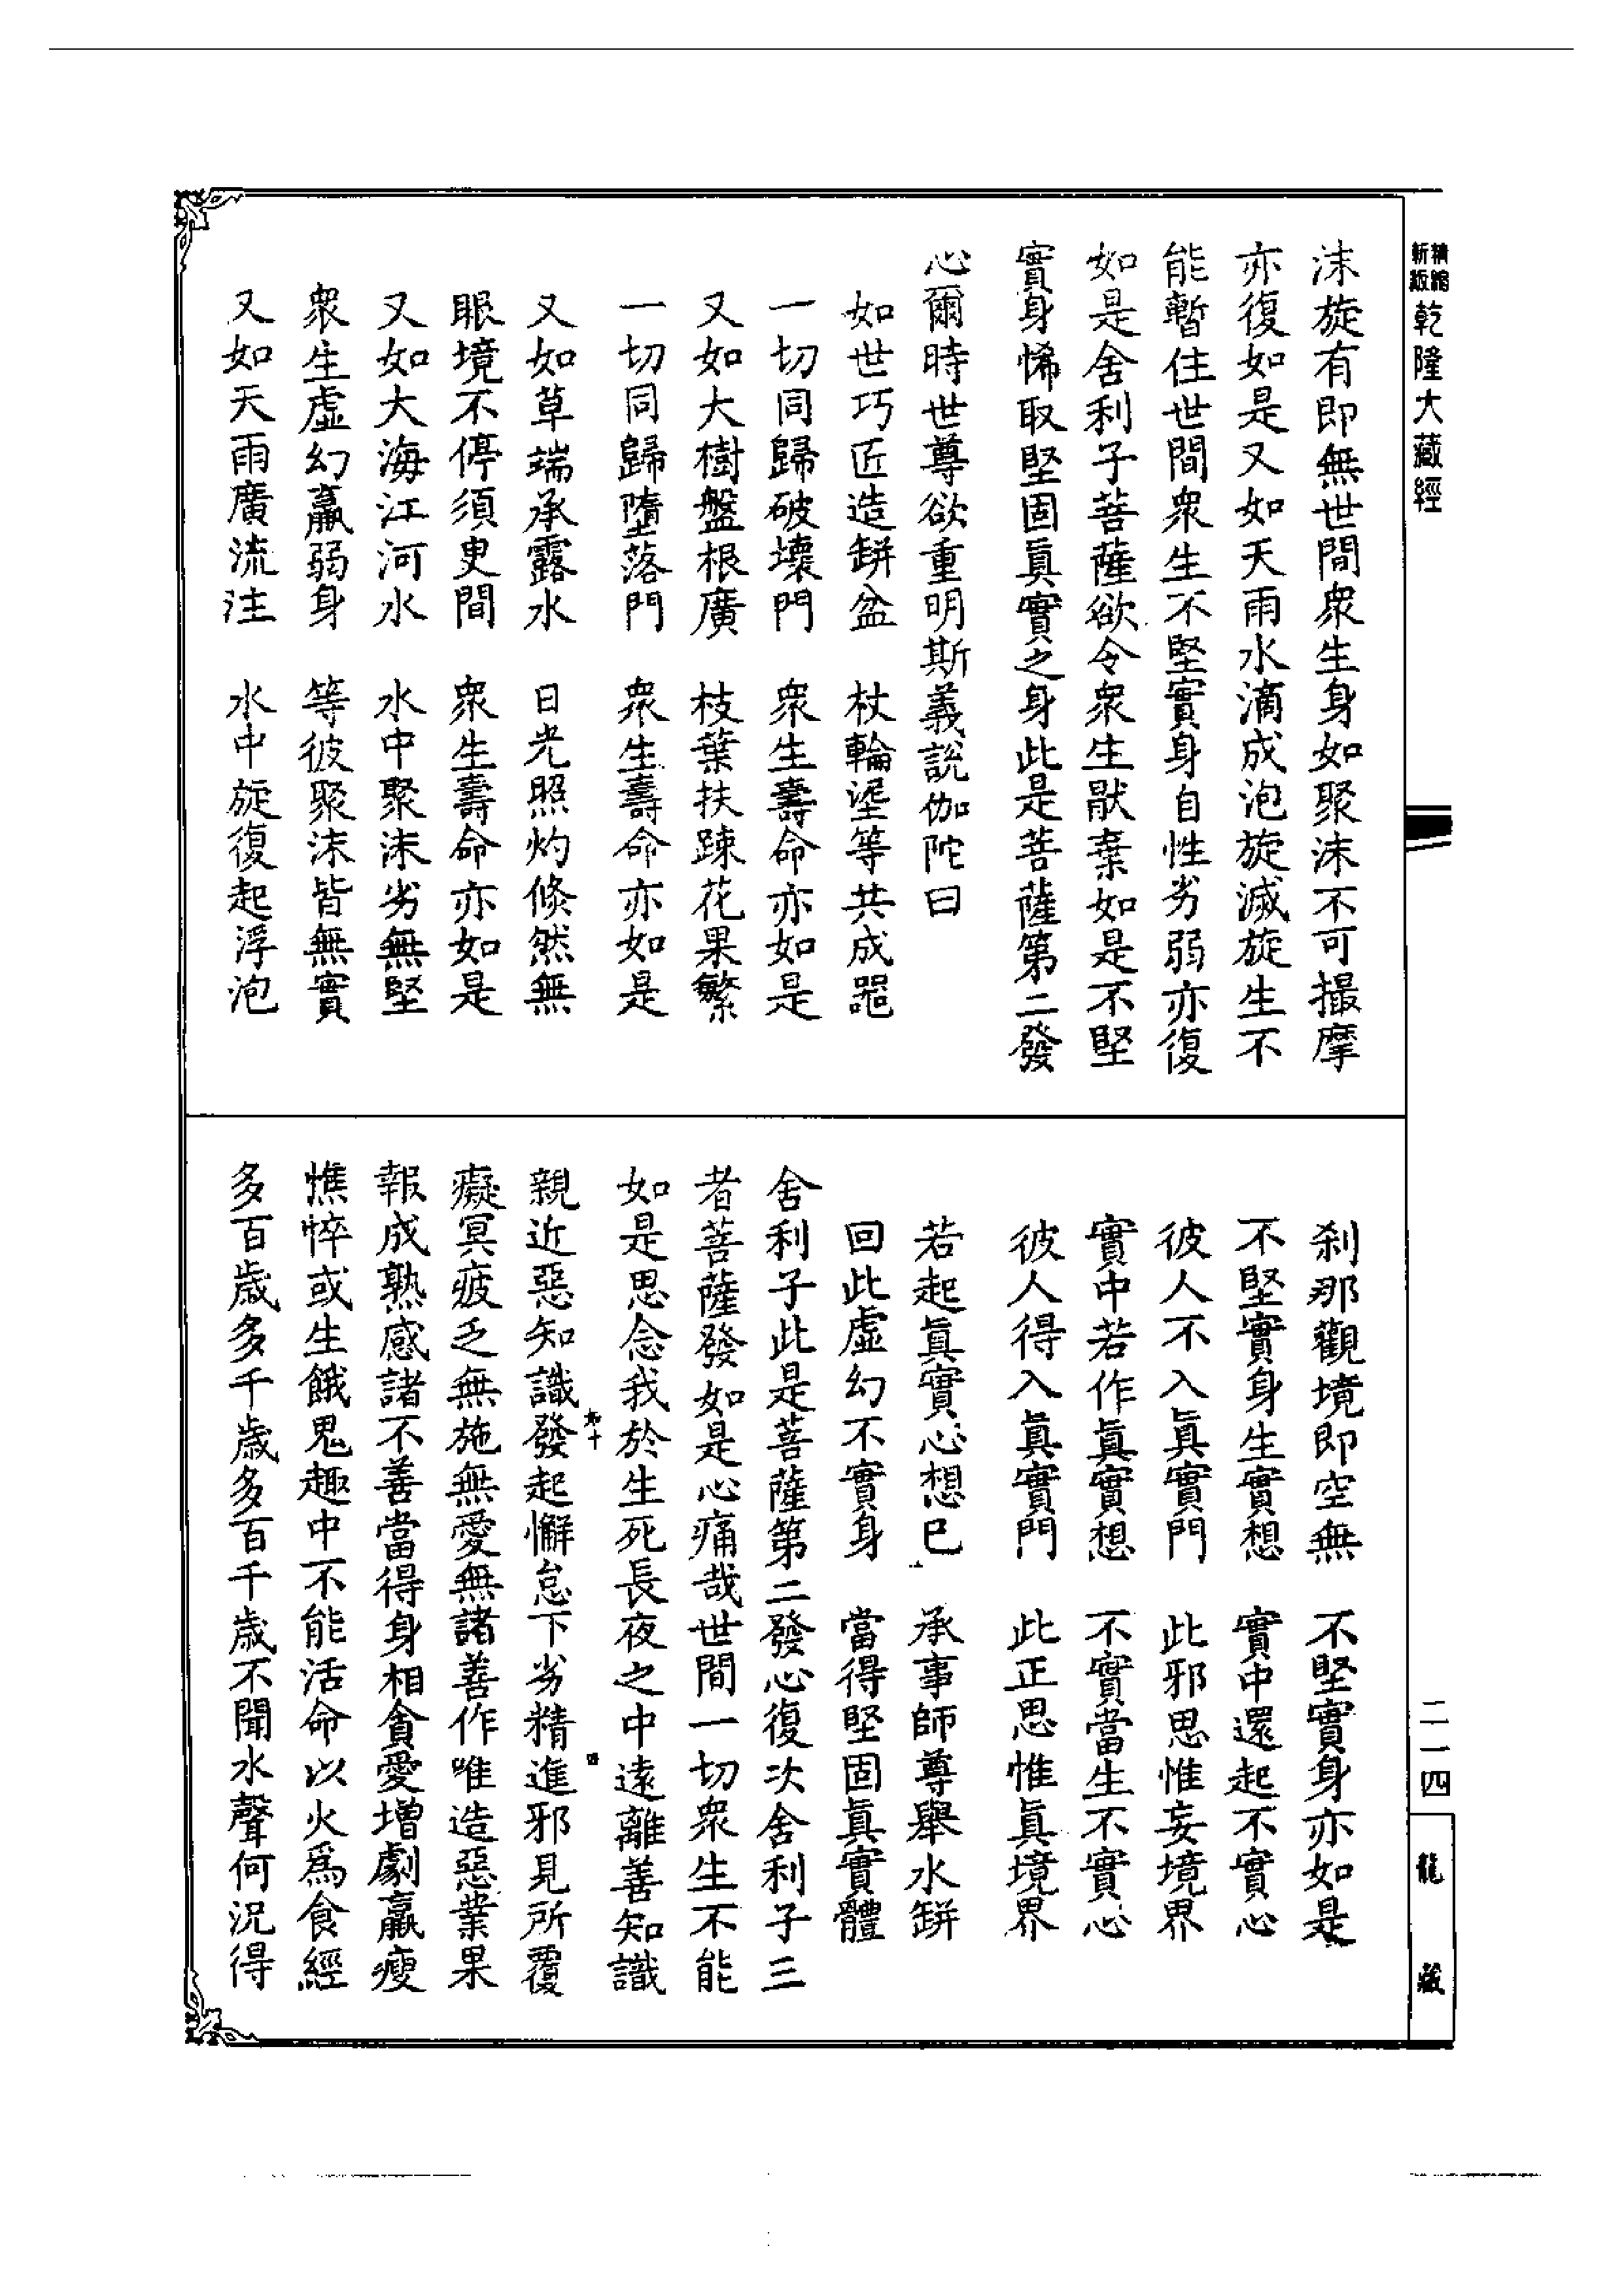 精縮新版乾隆大藏經
沫旋有即無世間衆生身如聚沫不可撮摩
亦復如是又如天雨水滴成泡旋滅旋生不
能暫住世間衆生不堅實身自性劣弱亦復
如是舍利子菩薩欲令衆生猒棄如是不堅
實身悕取堅固眞實之身此是菩薩第二發
心爾時世尊欲重明斯義說伽陀曰
如世巧匠造缾盆　杖輪埿等共成噐
一切同歸破壞門　衆生壽命亦如是
又如大樹盤根廣　枝葉扶踈花果繁
一切同歸墮落門　衆生壽命亦如是
又如草端承露水　日光照灼倐然無
眼境不停須臾間　衆生壽命亦如是
又如大海江河水　水中聚沫劣無堅
衆生虛幻羸弱身　等彼聚沫皆無實
又如天雨廣流注　水中旋復起浮泡
刹那觀境即空無　不堅實身亦如是
不堅實身生實想　實中還起不實心
彼人不入眞實門　此邪思惟妄境界
實中若作眞實想　不實當生不實心
彼人得入眞實門　此正思惟眞境界
若起眞實心想已　承事師尊舉水缾
回此虛幻不實身　當得堅固眞實體
舍利子此是菩薩第二發心復次舍利子三
者菩薩發如是心痛哉世間一切衆生不能
如是思念我於生死長夜之中遠離善知識
親近惡知識發起懈怠下劣精進邪見所覆
癡冥疲乏無施無愛無諸善作唯造惡業果
報成熟感諸不善當得身相貪愛增劇羸瘦
憔悴或生餓鬼趣中不能活命以火爲食經
多百歲多千歲多百千歲不聞水聲何況得
二一四
龍藏